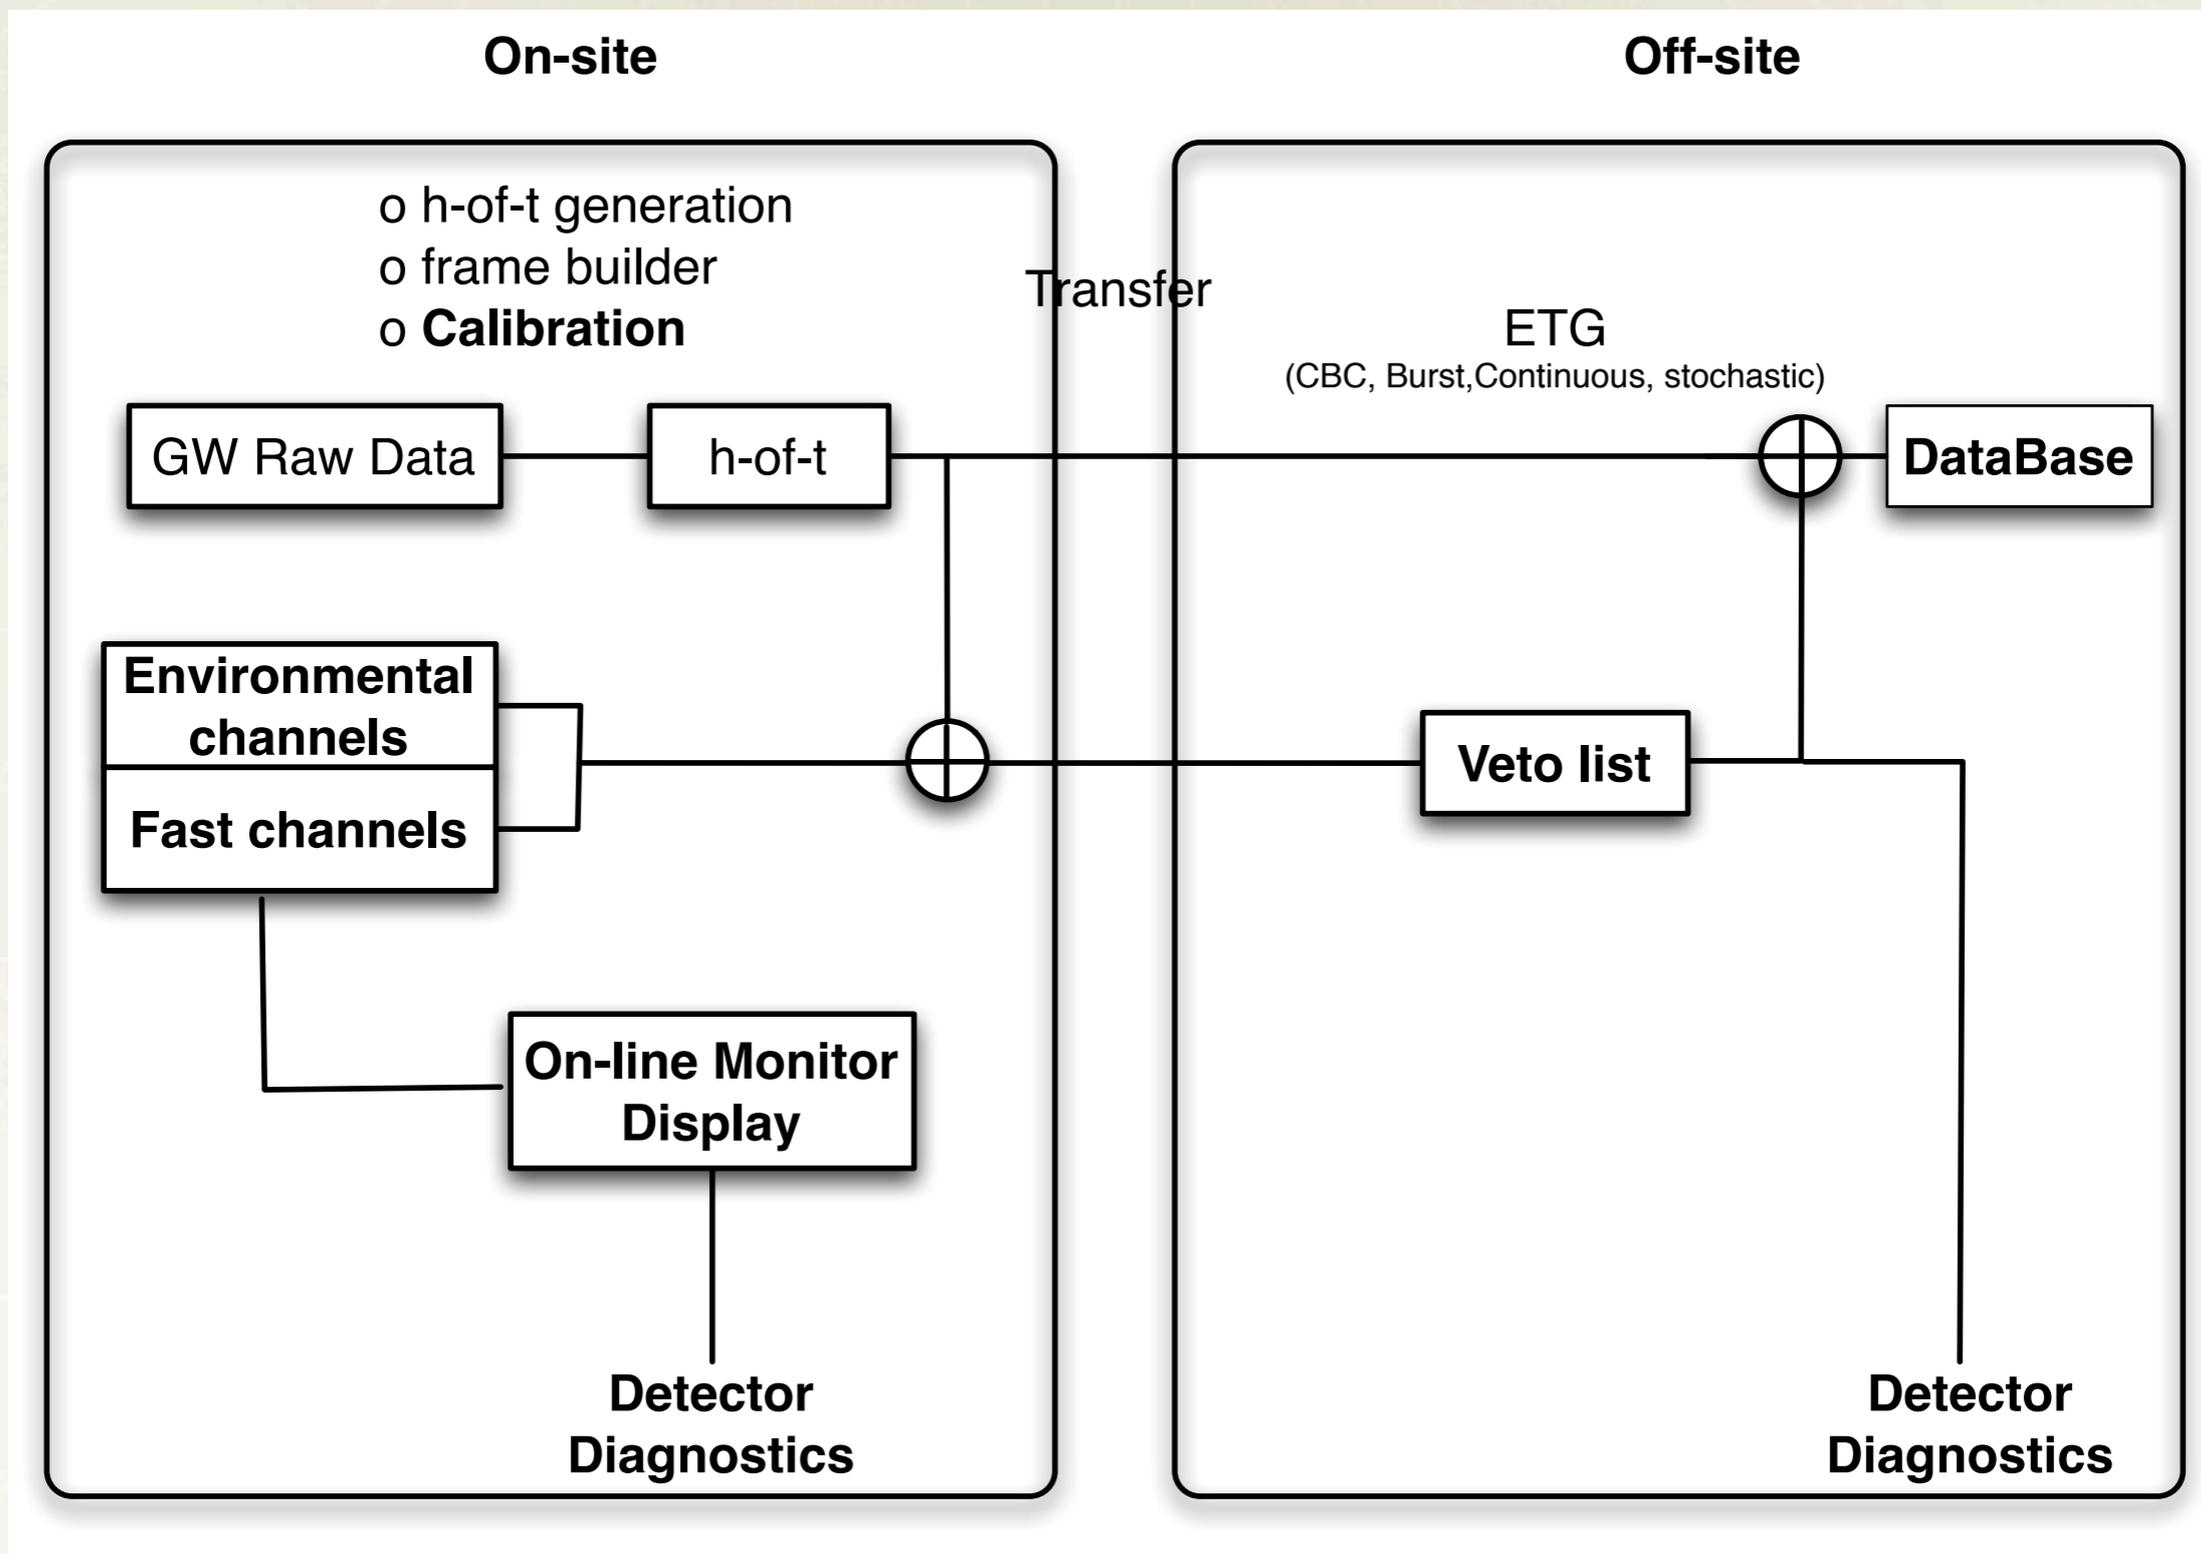 On-site
Off-site
o h-of-t generation
o frame builder
o Calibration
Transfer
ETG
(CBC, Burst,Continuous, stochastic)
GW Raw Data
h-of-t
DataBase
Environmental
channels
Fast channels
Veto list
On-line Monitor
Display
Detector
Diagnostics
Detector
Diagnostics